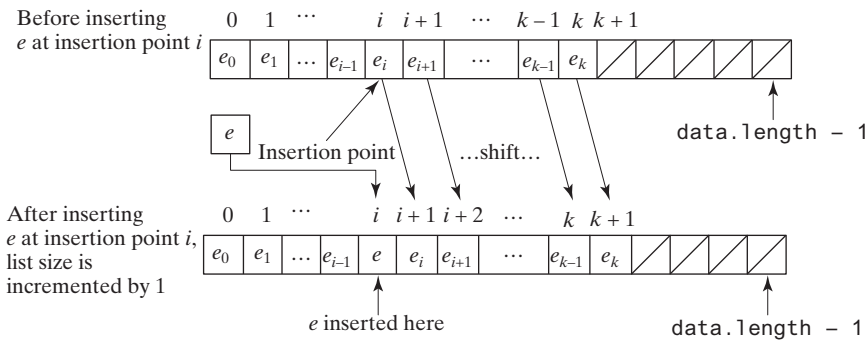 Before inserting
e at insertion point i
0 1 … i i + 1 … k – 1 k k + 1
e0 e1 … ei–1 ei ei+1 … ek–1 ek
data.length – 1
e
Insertion point
…shift…
After inserting
e at insertion point i,
list size is
incremented by 1
0 1 … i i + 1 i + 2 … k k + 1
e0 e1 … ei–1 e ei ei+1 … ek–1 ek
e inserted here
data.length – 1